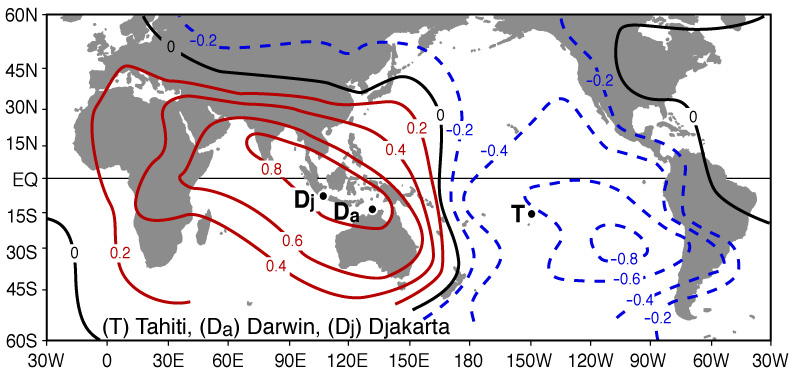 60N
0
-0.2
45N
-0.2
30N
0.2
0
-0.2
0
0.4
15N
-0.4
0.8
EQ
Dj
Da
T
15S
0.6
30S
0
0.2
0.4
-0.8
-0.6
45S
-0.4
-0.2
(T) Tahiti, (Da) Darwin, (Dj) Djakarta
60S
30W 0 30E 60E 90E 120E 150E 150W 120W 90W 60W 30W